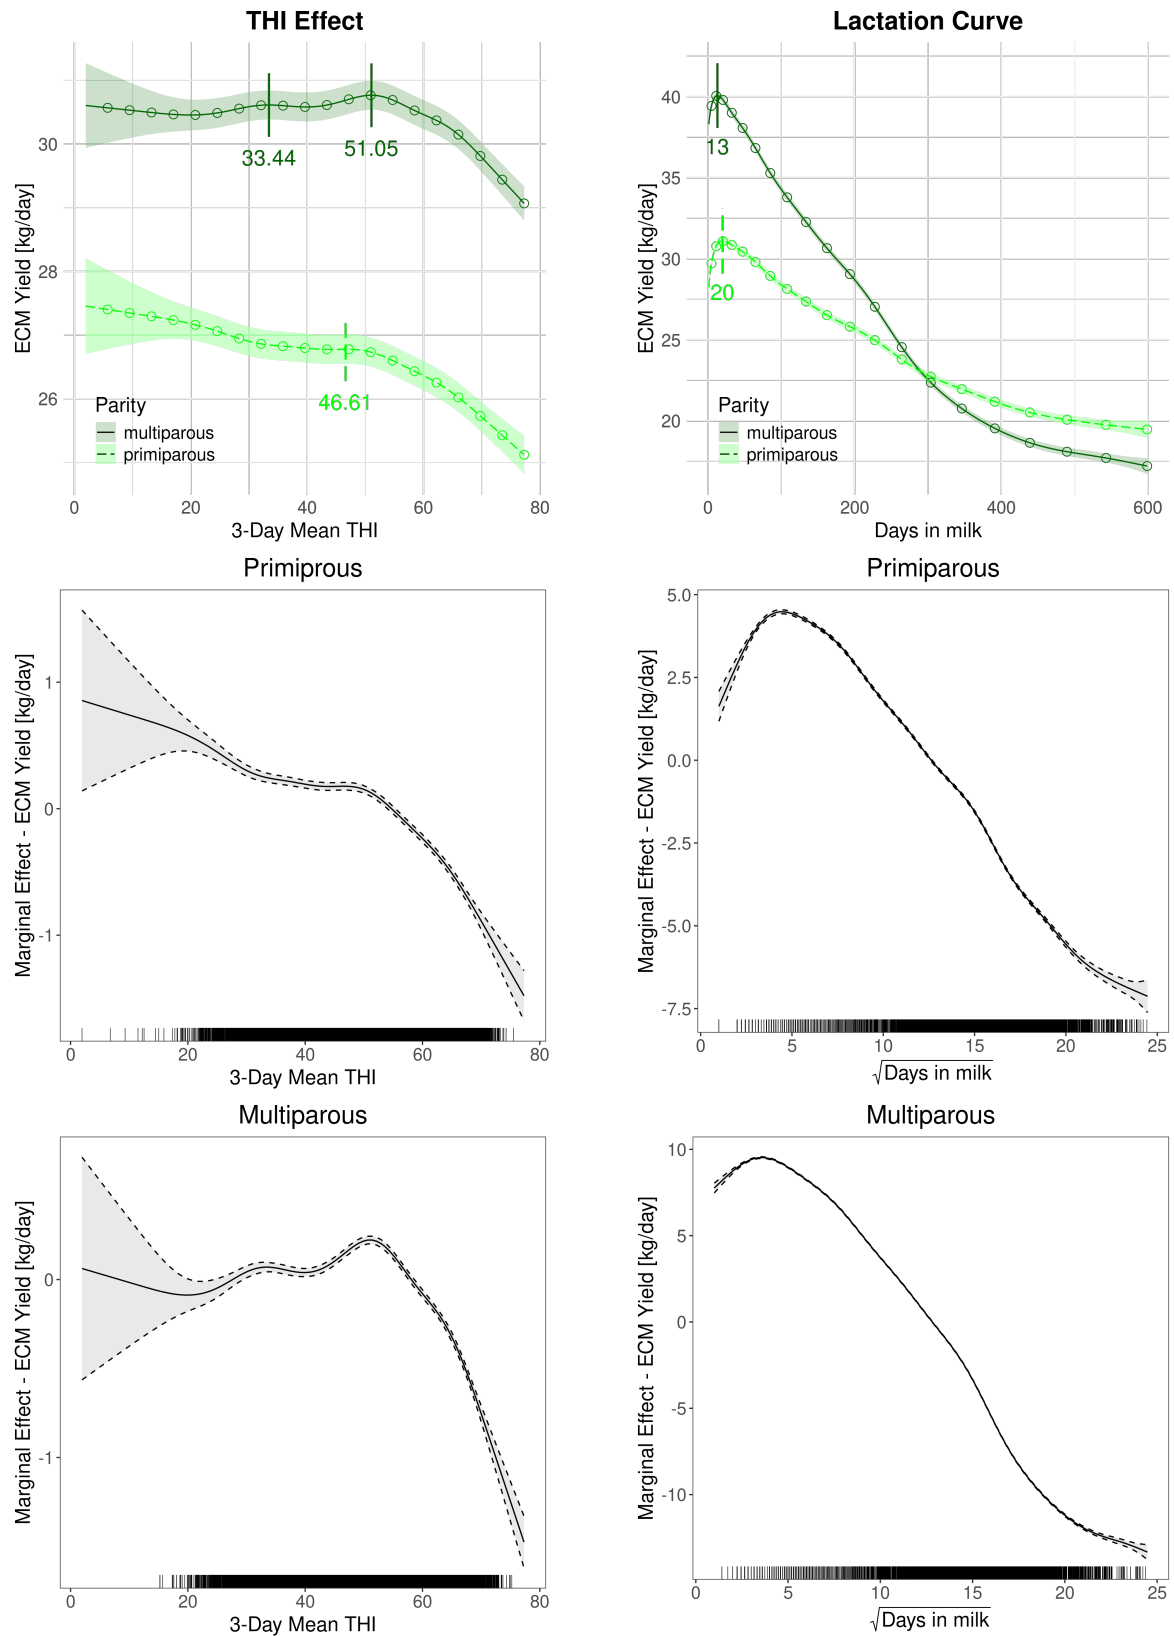 THI Effect
ECM Yield [kg/day]
30
28
26
33.44
51.05
46.61
Parity
multiparous
primiparous
0 20 40 60 80
3-Day Mean THI
Lactation Curve
ECM Yield [kg/day]
40
35
30
25
20
13
20
Parity
multiparous
primiparous
0 200 400 600
Days in milk
Primiprous
Marginal Effect - ECM Yield [kg/day]
1
0
-1
0 20 40 60 80
3-Day Mean THI
Primiparous
Marginal Effect - ECM Yield [kg/day]
5.0
2.5
0.0
-2.5
-5.0
-7.5
0 5 10 15 20 25
√Days in milk
Multiparous
Marginal Effect - ECM Yield [kg/day]
0
-1
0 20 40 60 80
3-Day Mean THI
Multiparous
Marginal Effect - ECM Yield [kg/day]
10
5
0
-5
-10
0 5 10 15 20 25
√Days in milk